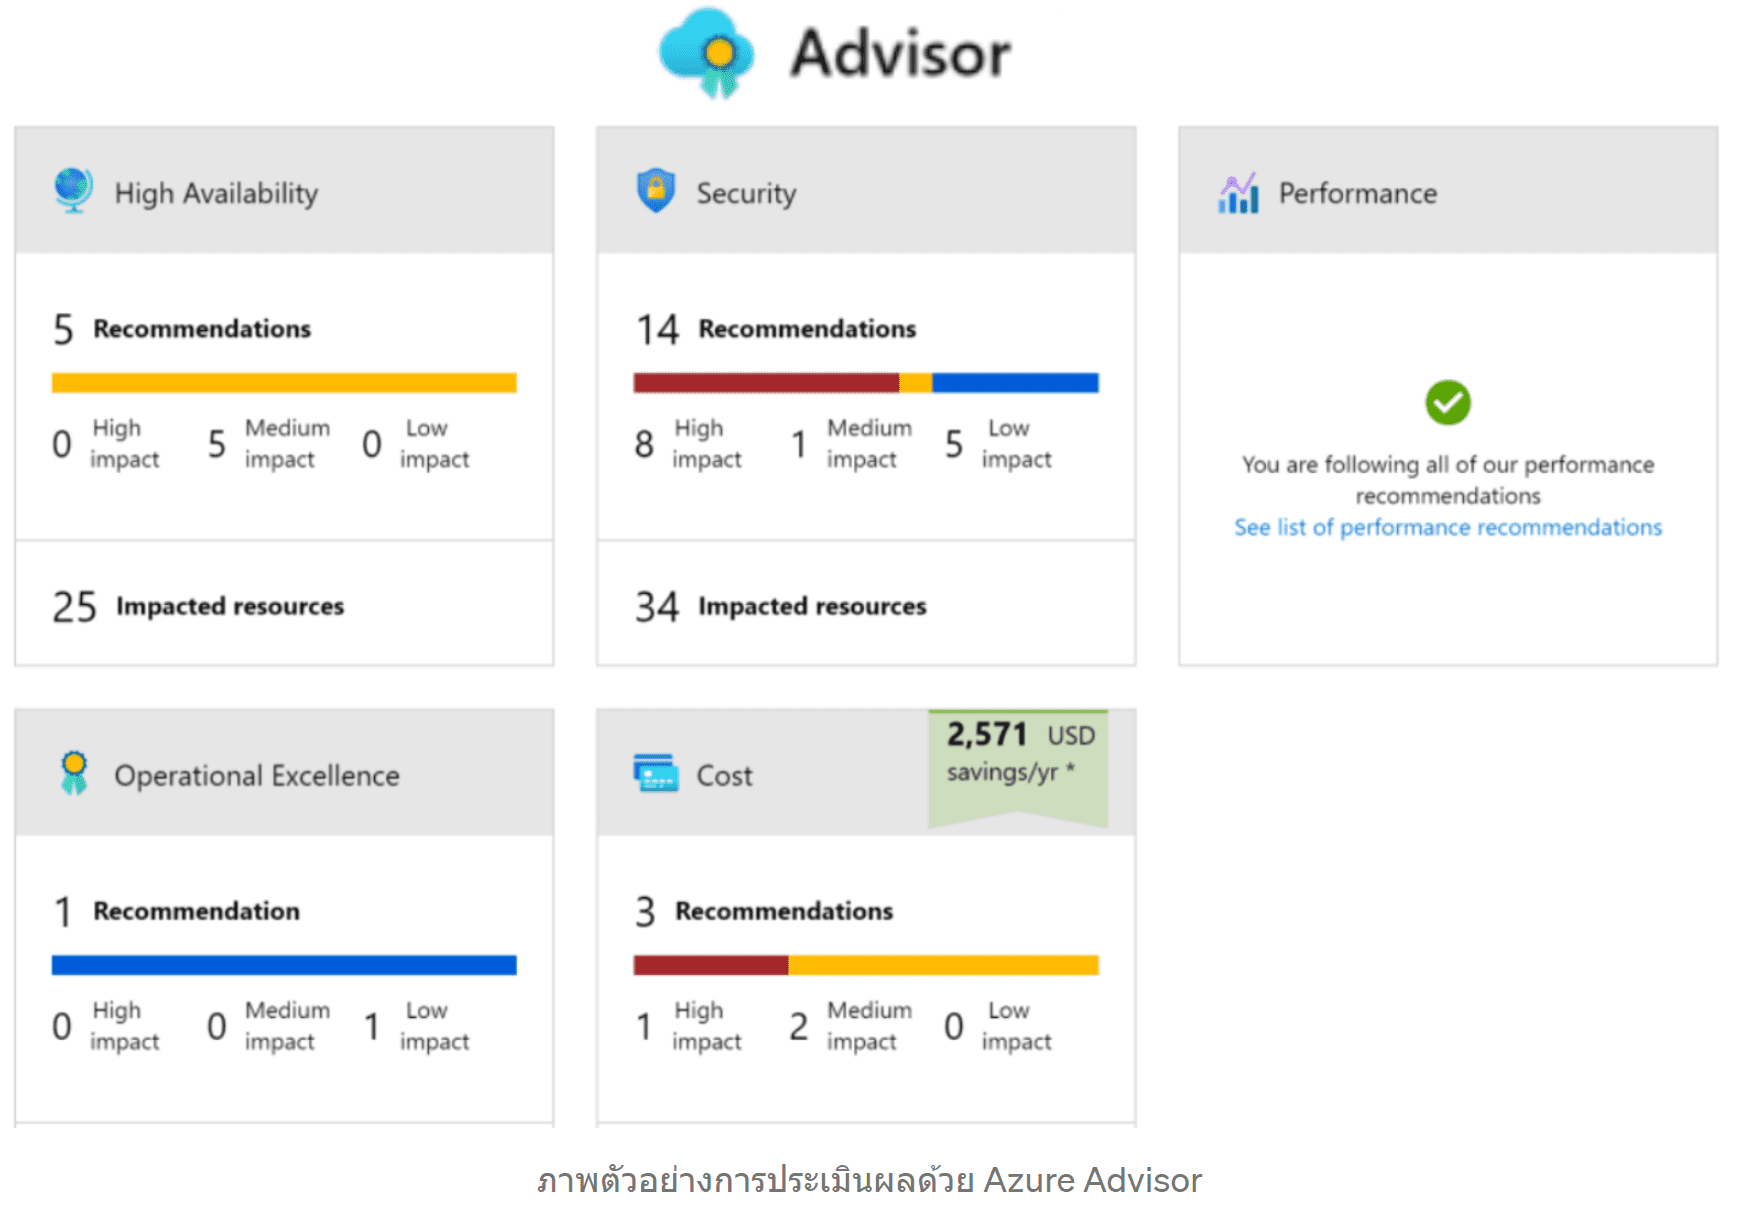 Advisor
High Availability
5 Recommendations
0 High impact 5 Medium impact 0 Low impact
25 Impacted resources
Security
14 Recommendations
8 High impact 1 Medium impact 5 Low impact
34 Impacted resources
Performance
You are following all of our performance
recommendations
See list of performance recommendations
Operational Excellence
1 Recommendation
0 High impact 0 Medium impact 1 Low impact
Cost
2,571 USD
savings/yr *
3 Recommendations
1 High impact 2 Medium impact 0 Low impact
ภาพตัวอย่างการประเมินผลด้วย Azure Advisor